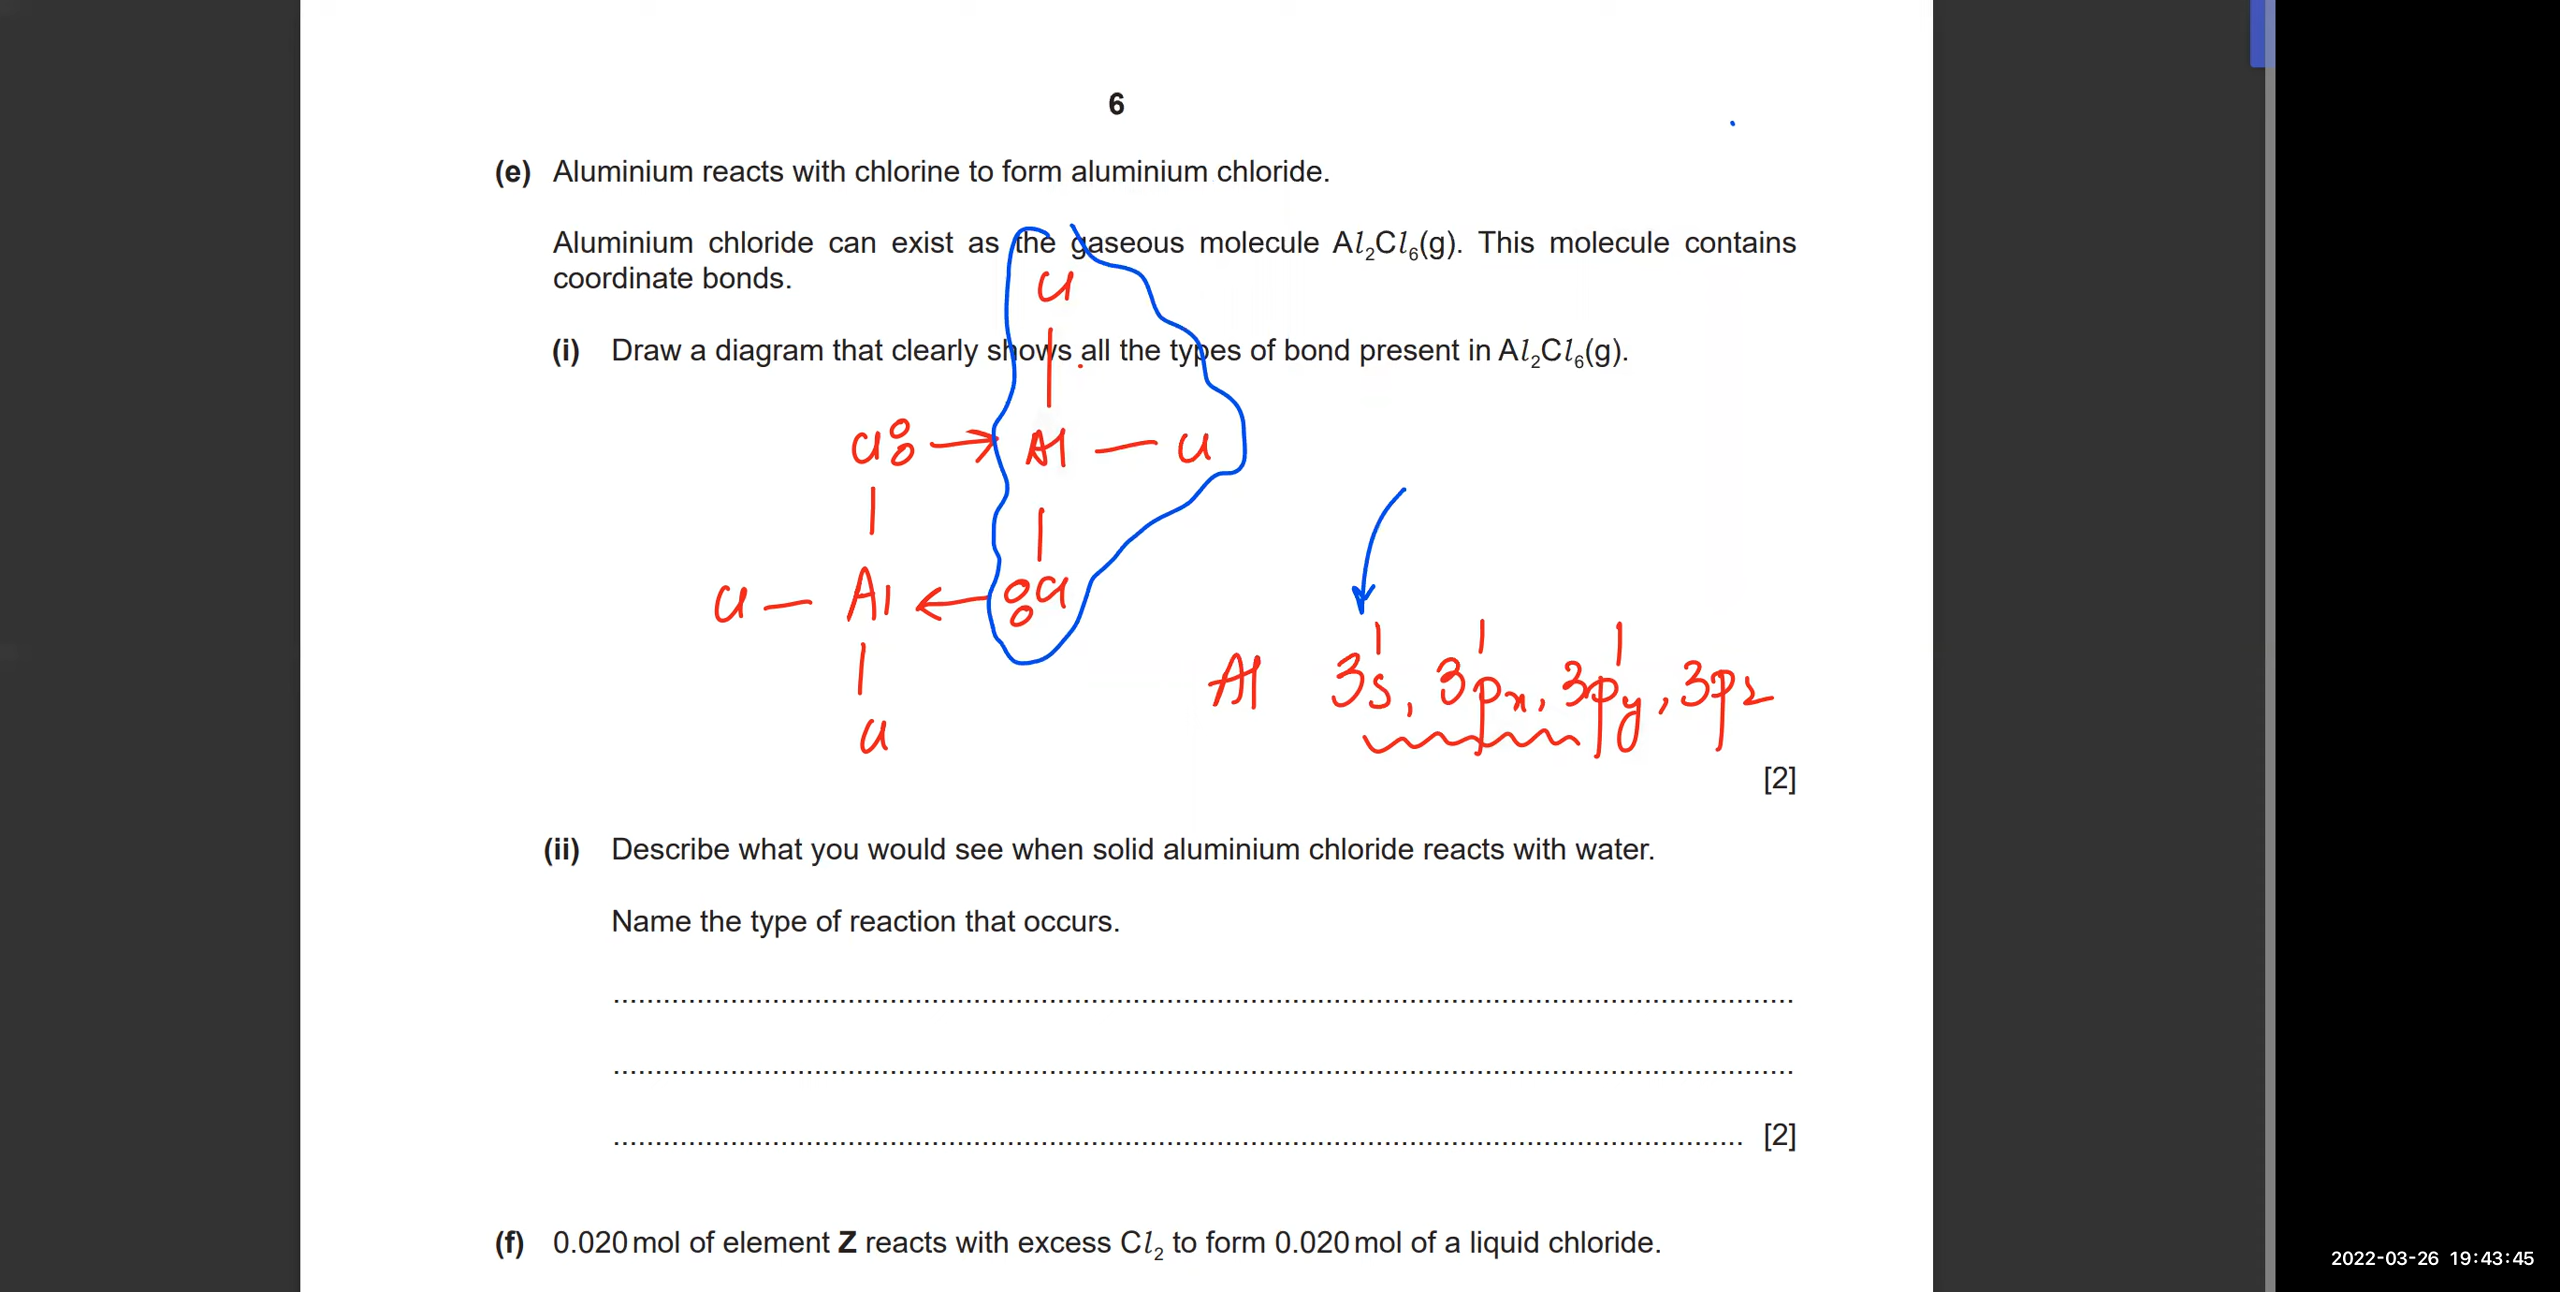 6
(e) Aluminium reacts with chlorine to form aluminium chloride.
Aluminium chloride can exist as the gaseous molecule Al₂Cl₆(g). This molecule contains
coordinate bonds.
Cl
(i) Draw a diagram that clearly shows all the types of bond present in Al₂Cl₆(g).
Cl → Al — Cl
Cl — Al ← Cl
Al 3s, 3px, 3py, 3pz
Cl
[2]
(ii) Describe what you would see when solid aluminium chloride reacts with water.
Name the type of reaction that occurs.
[2]
(f) 0.020 mol of element Z reacts with excess Cl₂ to form 0.020 mol of a liquid chloride.
2022-03-26 19:43:45